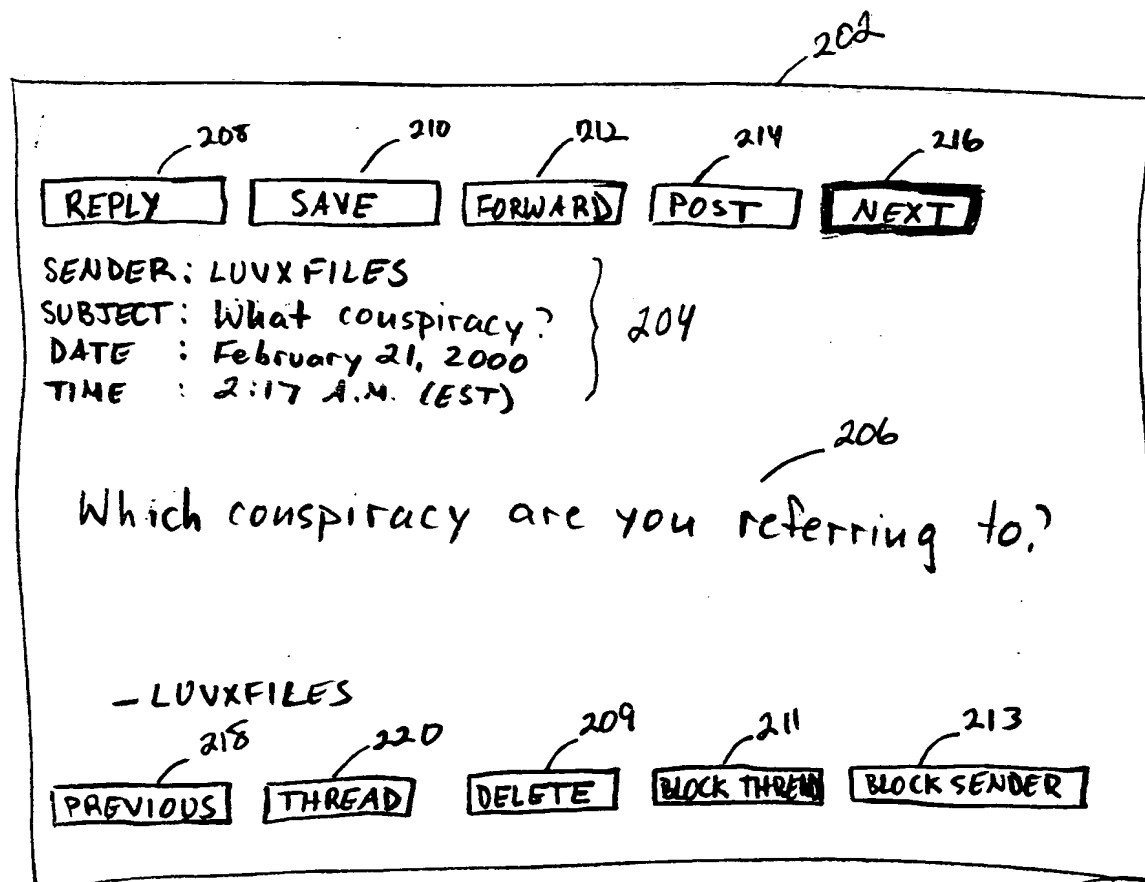 202
208 210 212 214 216
REPLY SAVE FORWARD POST NEXT
SENDER: LUVXFILES
SUBJECT: What conspiracy?
DATE : February 21, 2000
TIME : 2:17 A.M. (EST)
204
206
Which conspiracy are you referring to?
– LUVXFILES
218 220 209 211 213
PREVIOUS THREAD DELETE BLOCK THREAD BLOCK SENDER